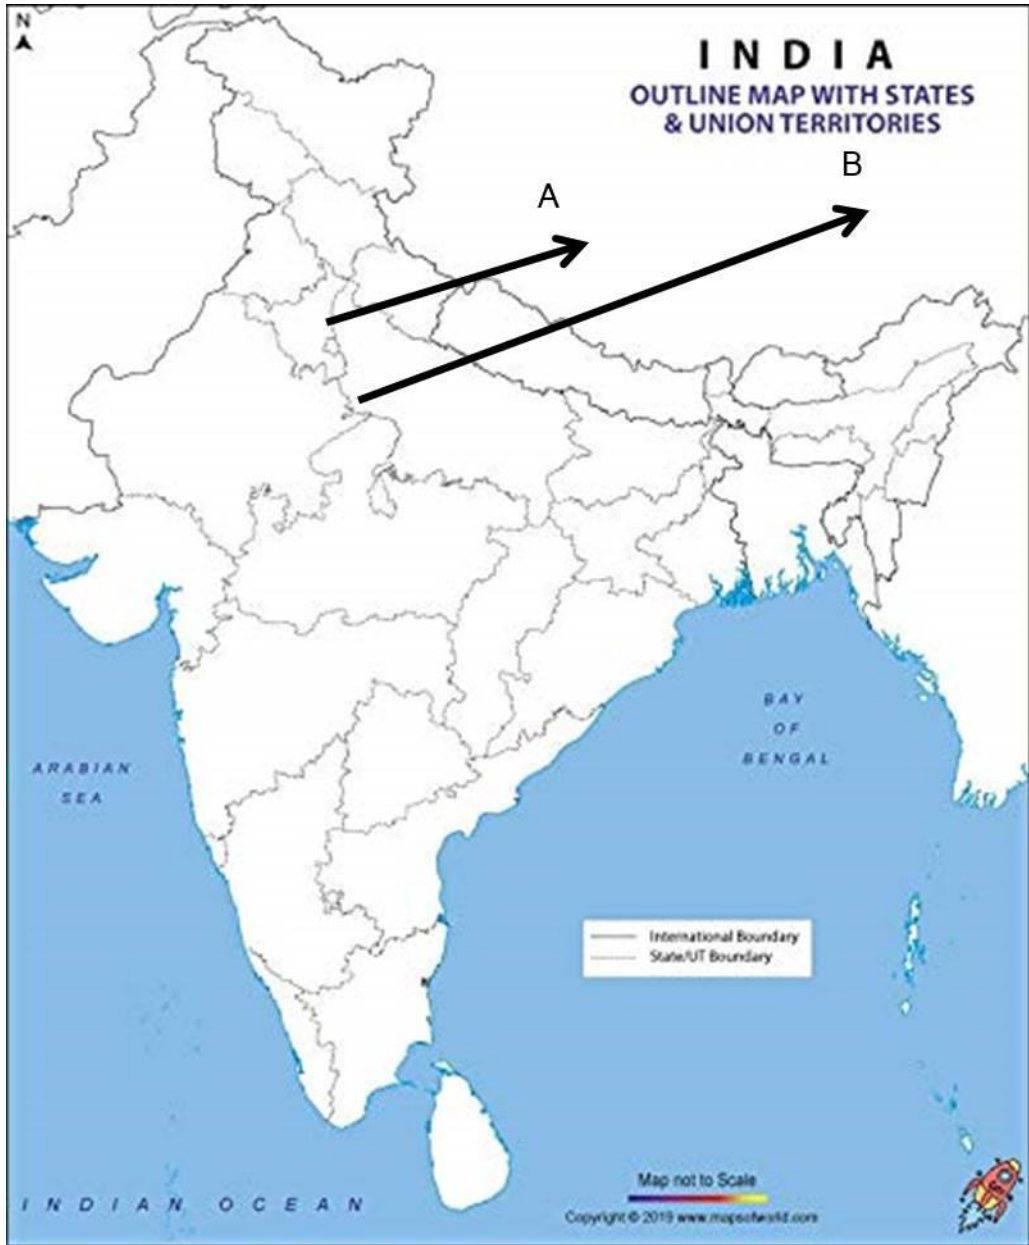 N
INDIA
OUTLINE MAP WITH STATES
& UNION TERRITORIES
B
A
BAY
OF
BENGAL
ARABIAN
SEA
International Boundary
State/UT Boundary
Map not to Scale
INDIAN OCEAN
Copyright © 2019 www.mapsofworld.com